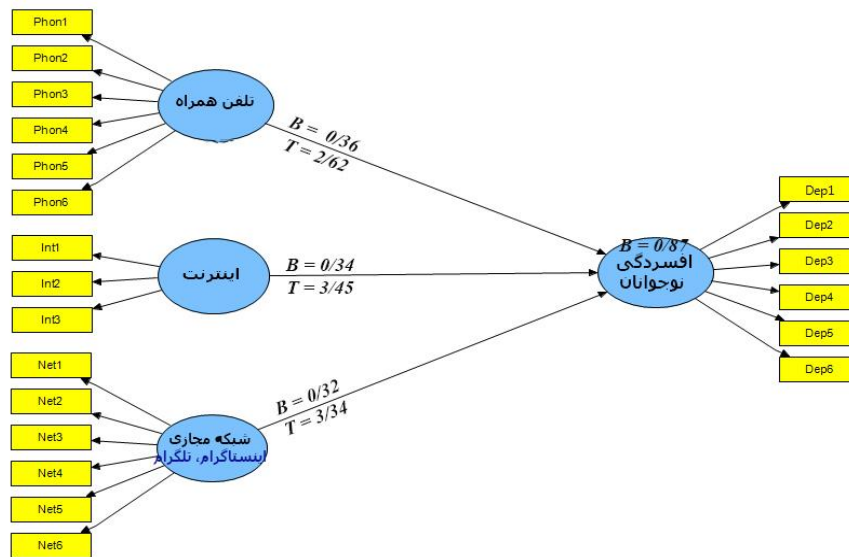 Phon1
Phon2
Phon3
Phon4
Phon5
Phon6
تلفن همراه
B = 0/36
T = 2/62
Int1
Int2
Int3
اینترنت
B = 0/34
T = 3/45
Net1
Net2
Net3
Net4
Net5
Net6
شبکه مجازی
اینستاگرام، تلگرام
B = 0/32
T = 3/34
B = 0/87
افسردگی
نوجوانان
Dep1
Dep2
Dep3
Dep4
Dep5
Dep6